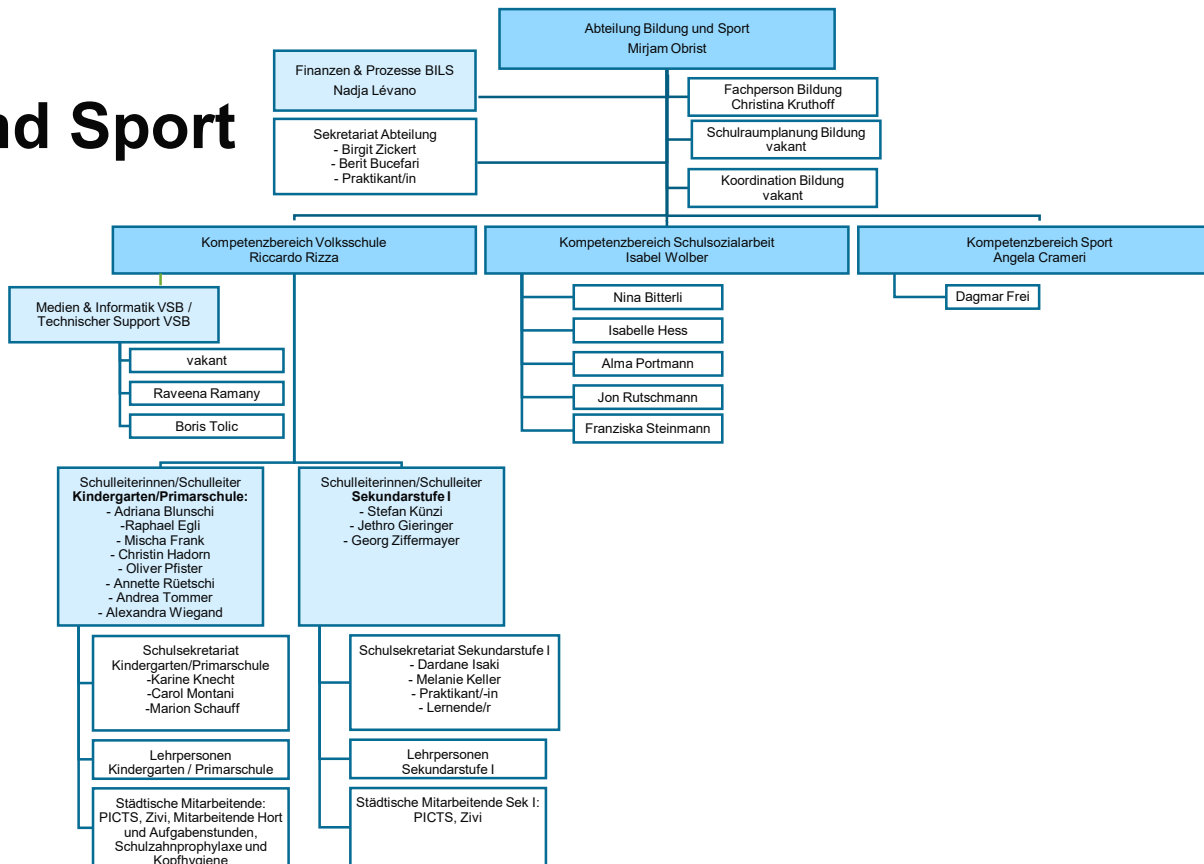 nd Sport
Abteilung Bildung und Sport
Mirjam Obrist
Finanzen & Prozesse BILS
Nadja Lévano
Fachperson Bildung
Christina Kruthoff
Sekretariat Abteilung
- Birgit Zickert
- Berit Bucefari
- Praktikant/in
Schulraumplanung Bildung
vakant
Koordination Bildung
vakant
Kompetenzbereich Volksschule
Riccardo Rizza
Kompetenzbereich Schulsozialarbeit
Isabel Wolber
Kompetenzbereich Sport
Angela Crameri
Medien & Informatik VSB /
Technischer Support VSB
vakant
Raveena Ramany
Boris Tolic
Nina Bitterli
Isabelle Hess
Alma Portmann
Jon Rutschmann
Franziska Steinmann
Dagmar Frei
Schulleiterinnen/Schulleiter
Kindergarten/Primarschule:
- Adriana Blunschi
-Raphael Egli
- Mischa Frank
- Christin Hadorn
- Oliver Pfister
- Annette Rüetschi
- Andrea Tommer
- Alexandra Wiegand
Schulleiterinnen/Schulleiter
Sekundarstufe I
- Stefan Künzi
- Jethro Gieringer
- Georg Ziffermayer
Schulsekretariat
Kindergarten/Primarschule
-Karine Knecht
-Carol Montani
-Marion Schauff
Schulsekretariat Sekundarstufe I
- Dardane Isaki
- Melanie Keller
- Praktikant/-in
- Lernende/r
Lehrpersonen
Kindergarten / Primarschule
Lehrpersonen
Sekundarstufe I
Städtische Mitarbeitende:
PICTS, Zivi, Mitarbeitende Hort
und Aufgabenstunden,
Schulzahnprophylaxe und
Kopfhygiene
Städtische Mitarbeitende Sek I:
PICTS, Zivi